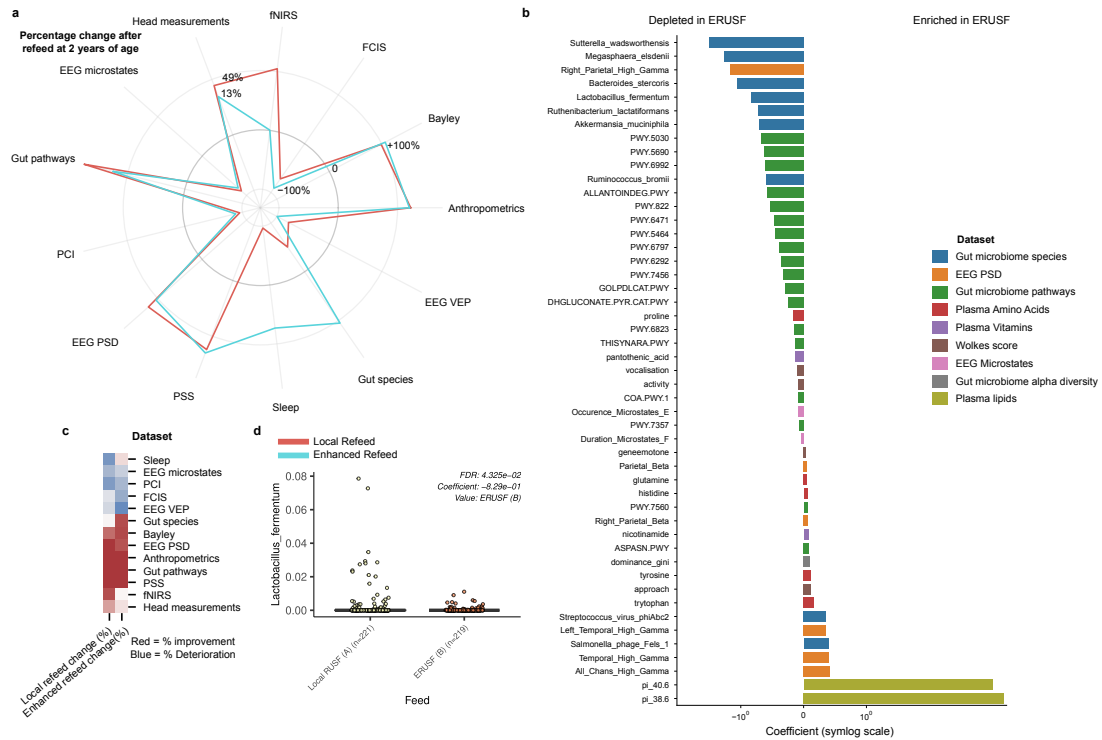 a
Percentage change after
refeed at 2 years of age
Head measurements
fNIRS
FCIS
EEG microstates
49%
13%
Bayley
+100%
Gut pathways
0
−100%
Anthropometrics
PCI
EEG VEP
EEG PSD
Gut species
PSS
Sleep
b
Depleted in ERUSF
Enriched in ERUSF
Sutterella_wadsworthensis
Megasphaera_elsdenii
Right_Parietal_High_Gamma
Bacteroides_stercoris
Lactobacillus_fermentum
Ruthenibacterium_lactatiformans
Akkermansia_muciniphila
PWY.5030
PWY.5690
PWY.6992
Ruminococcus_bromii
ALLANTOINDEG.PWY
PWY.822
PWY.6471
PWY.5464
PWY.6797
PWY.6292
PWY.7456
GOLPDLCAT.PWY
DHGLUCONATE.PYR.CAT.PWY
proline
PWY.6823
THISYNARA.PWY
pantothenic_acid
vocalisation
activity
COA.PWY.1
Occurence_Microstates_E
PWY.7357
Duration_Microstates_F
geneemotone
Parietal_Beta
glutamine
histidine
PWY.7560
Right_Parietal_Beta
nicotinamide
ASPASN.PWY
dominance_gini
tyrosine
approach
trytophan
Streptococcus_virus_phiAbc2
Left_Temporal_High_Gamma
Salmonella_phage_Fels_1
Temporal_High_Gamma
All_Chans_High_Gamma
pi_40.6
pi_38.6
−10⁰
0
10⁰
Coefficient (symlog scale)
Dataset
Gut microbiome species
EEG PSD
Gut microbiome pathways
Plasma Amino Acids
Plasma Vitamins
Wolkes score
EEG Microstates
Gut microbiome alpha diversity
Plasma lipids
c
Dataset
Sleep
EEG microstates
PCI
FCIS
EEG VEP
Gut species
Bayley
EEG PSD
Anthropometrics
Gut pathways
PSS
fNIRS
Head measurements
Local refeed change (%)
Enhanced refeed change(%)
Red = % improvement
Blue = % Deterioration
d
Local Refeed
Enhanced Refeed
FDR: 4.325e−02
Coefficient: −8.29e−01
Value: ERUSF (B)
Lactobacillus_fermentum
0.08
0.06
0.04
0.02
0.00
Local RUSF (A) (n=221)
ERUSF (B) (n=219)
Feed